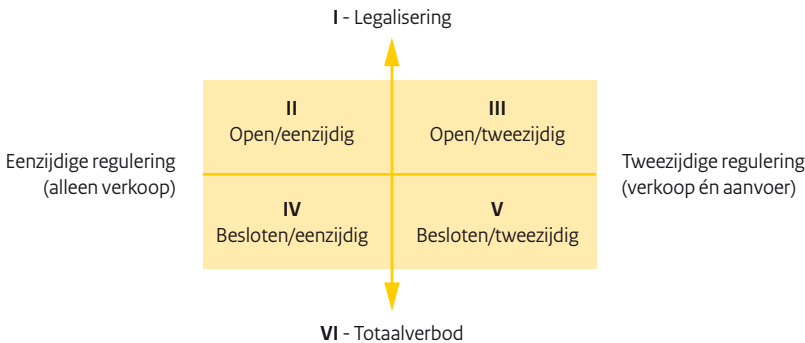 I - Legalisering
II
Open/eenzijdig
III
Open/tweezijdig
Eenzijdige regulering
(alleen verkoop)
Tweezijdige regulering
(verkoop én aanvoer)
IV
Besloten/eenzijdig
V
Besloten/tweezijdig
VI - Totaalverbod